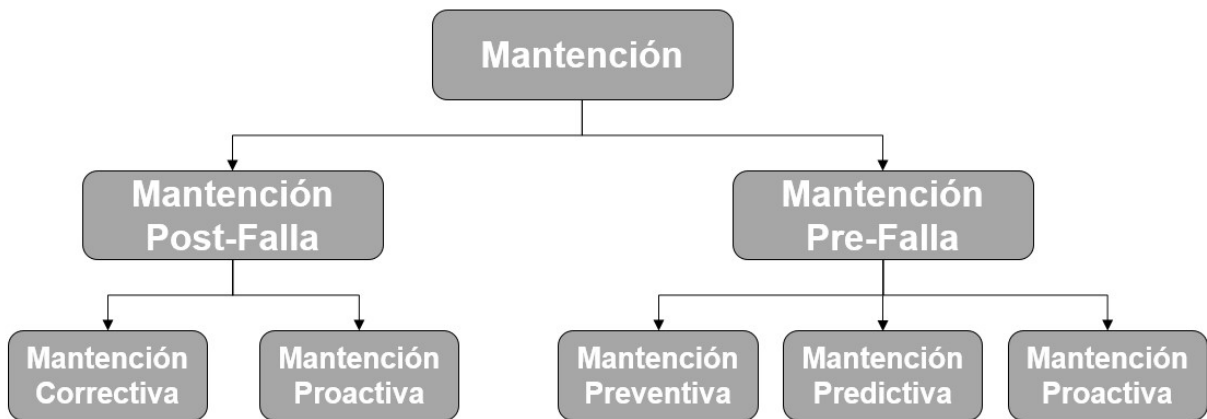 Mantención
Mantención
Post-Falla
Mantención
Pre-Falla
Mantención
Correctiva
Mantención
Proactiva
Mantención
Preventiva
Mantención
Predictiva
Mantención
Proactiva